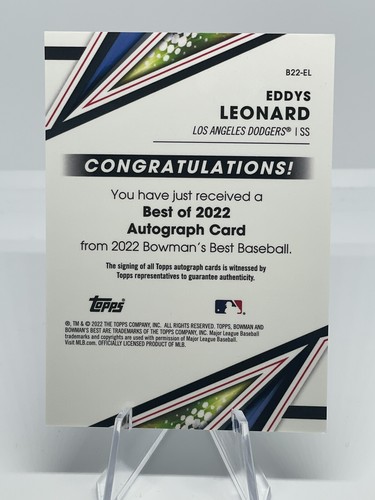 B22-EL
EDDYS
LEONARD
LOS ANGELES DODGERS® | SS
CONGRATULATIONS!
You have just received a
Best of 2022
Autograph Card
from 2022 Bowman's Best Baseball.
The signing of all Topps autograph cards is witnessed by
Topps representatives to guarantee authenticity.
Topps
®, TM & © 2022 THE TOPPS COMPANY, INC. ALL RIGHTS RESERVED. TOPPS, BOWMAN AND
BOWMAN'S BEST ARE TRADEMARKS OF THE TOPPS COMPANY, INC. Major League Baseball
trademarks and copyrights are used with permission of Major League Baseball.
Visit MLB.com. OFFICIALLY LICENSED PRODUCT OF MLB.